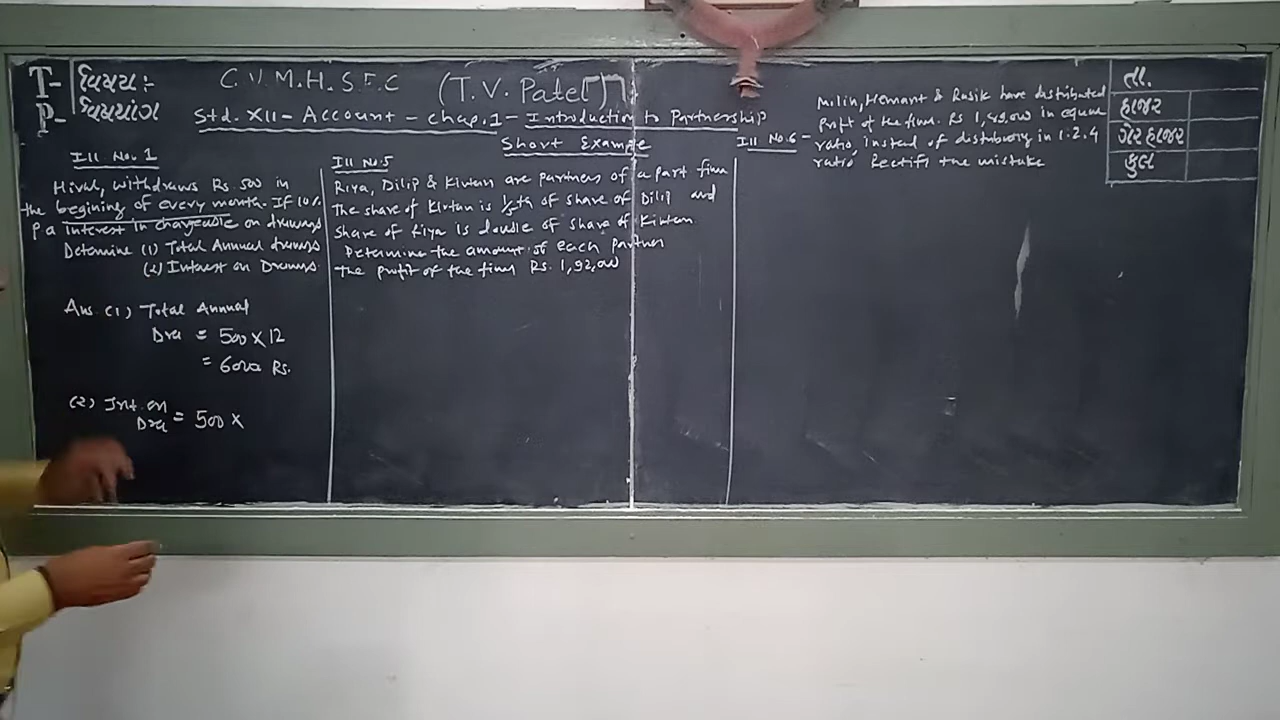 T-
P-
વિષય:-
વિષયાંગ
C.V.M.H.S.E.C (T.V. Patel)
Std. XII - Account - Chap. 1 - Introduction to Partnership
Short Example
Ill No. 1
Hiral, withdraws Rs. 500 in
the begining of every month. If 10%
p a interest in chargeable on drawings
Determine (1) Total Annual drawings
(2) Interest on Drawings.
Ans. (1) Total Annual
Dra = 500 x 12
= 6000 Rs.
(2) Int. on
Dra = 500 x
Ill No. 5
Riya, Dilip & Kirtan are partners of a part firm
The share of Kirtan is 1/5th of share of Dilip and
share of Riya is double of share of Kirtan.
Determine the amount of each partner
the profit of the firm Rs. 1,92,000
Ill No. 6 -
Milin, Hemant & Rasik have distributed
profit of the firm. Rs in equal
ratio, instead of distributing in 1.2.4
ratio. Rectify the mistake
તા.
હાજર
ગેર હાજર
કુલ